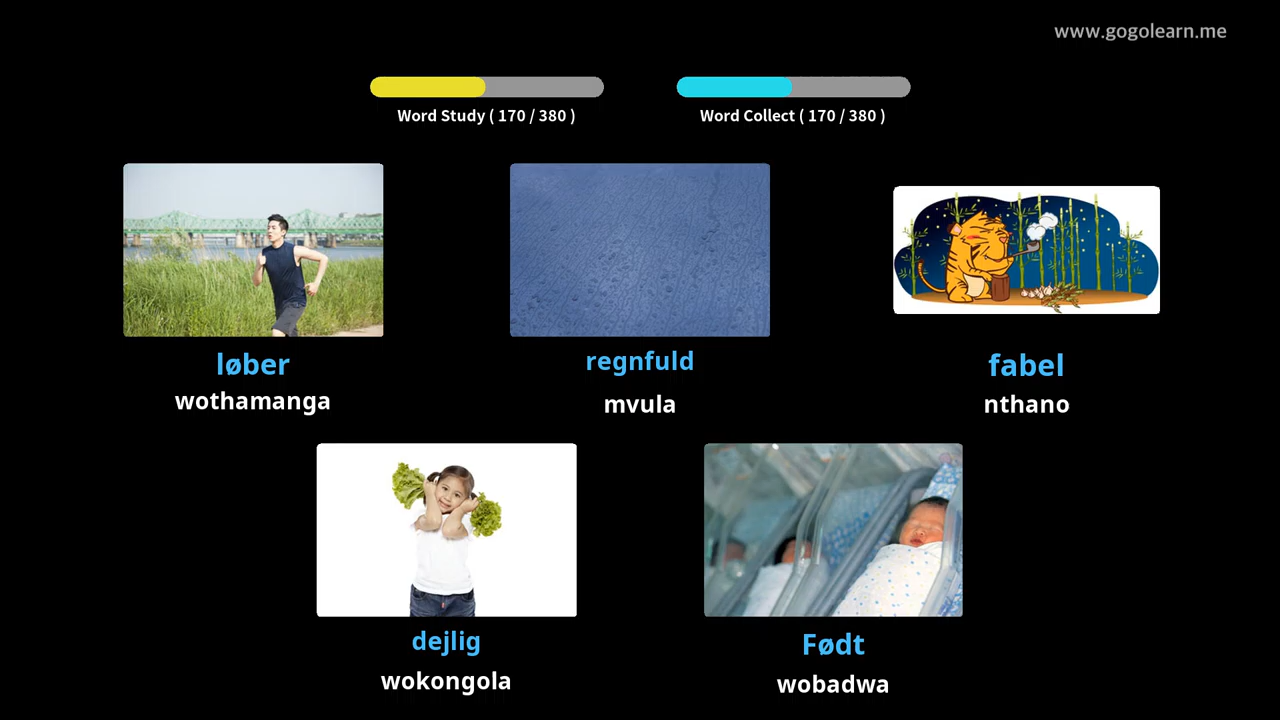 www.gogolearn.me
Word Study ( 170 / 380 )
Word Collect ( 170 / 380 )
løber
wothamanga
regnfuld
mvula
fabel
nthano
dejlig
wokongola
Født
wobadwa